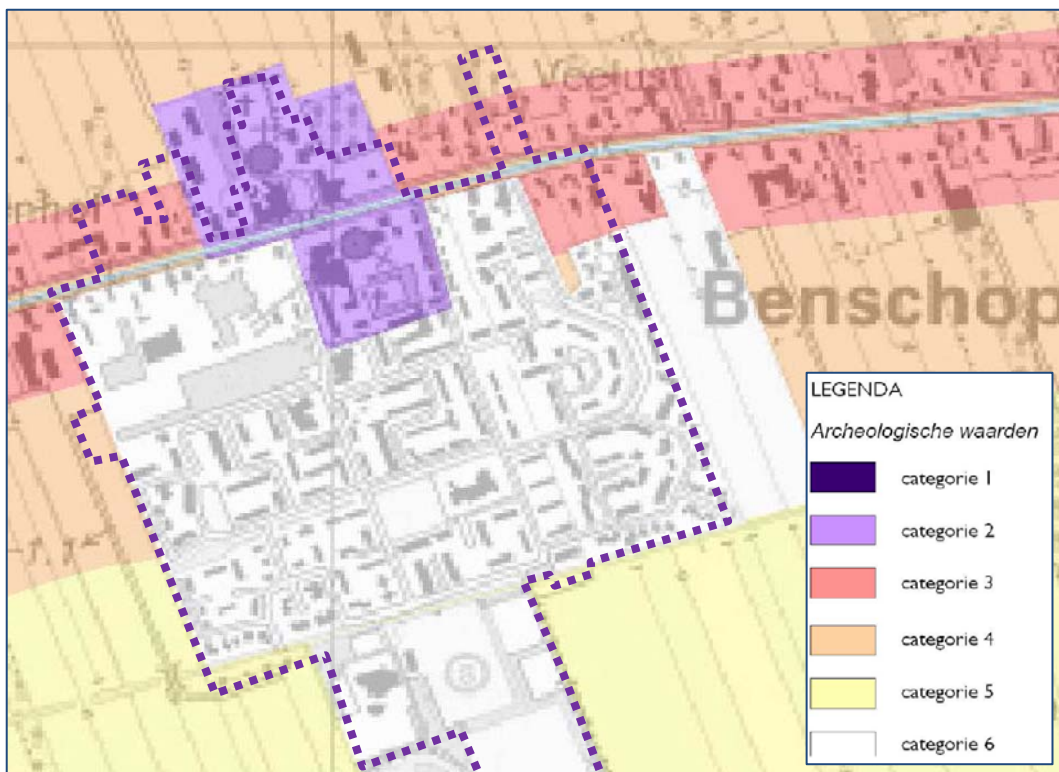 Benschop
LEGENDA
Archeologische waarden
categorie 1
categorie 2
categorie 3
categorie 4
categorie 5
categorie 6